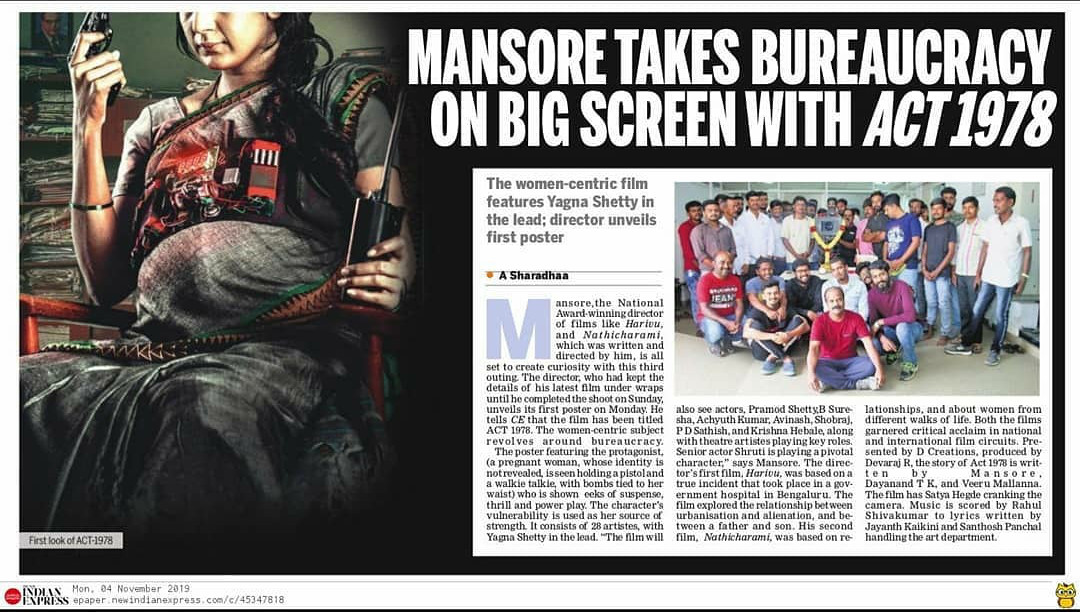 MANSORE TAKES BUREAUCRACY
ON BIG SCREEN WITH ACT 1978
The women-centric film
features Yagna Shetty in
the lead; director unveils
first poster
A Sharadhaa
Mansore,the National
Award-winning director
of films like Harivu,
and Nathicharami,
which was written and
directed by him, is all
set to create curiosity with this third
outing. The director, who had kept the
details of his latest film under wraps
until he completed the shoot on Sunday,
unveils its first poster on Monday. He
tells CE that the film has been titled
ACT 1978. The women-centric subject
revolves around bureaucracy.
The poster featuring the protagonist,
(a pregnant woman, whose identity is
not revealed, is seen holding a pistol and
a walkie talkie, with bombs tied to her
waist) who is shown eeks of suspense,
thrill and power play. The character's
vulnerability is used as her source of
strength. It consists of 28 artistes, with
Yagna Shetty in the lead. "The film will
also see actors, Pramod Shetty,B Sure-
sha, Achyuth Kumar, Avinash, Shobraj,
P D Sathish, and Krishna Hebale, along
with theatre artistes playing key roles.
Senior actor Shruti is playing a pivotal
character," says Mansore. The direc-
tor's first film, Harivu, was based on a
true incident that took place in a gov-
ernment hospital in Bengaluru. The
film explored the relationship between
urbanisation and alienation, and be-
tween a father and son. His second
film, Nathicharami, was based on re-
lationships, and about women from
different walks of life. Both the films
garnered critical acclaim in national
and international film circuits. Pre-
sented by D Creations, produced by
Devaraj R, the story of Act 1978 is writ-
ten by Mansore,
Dayanand T K, and Veeru Mallanna.
The film has Satya Hegde cranking the
camera. Music is scored by Rahul
Shivakumar to lyrics written by
Jayanth Kaikini and Santhosh Panchal
handling the art department.
First look of ACT-1978
INDIAN
EXPRESS
Mon, 04 November 2019
epaper.newindianexpress.com/c/45347818